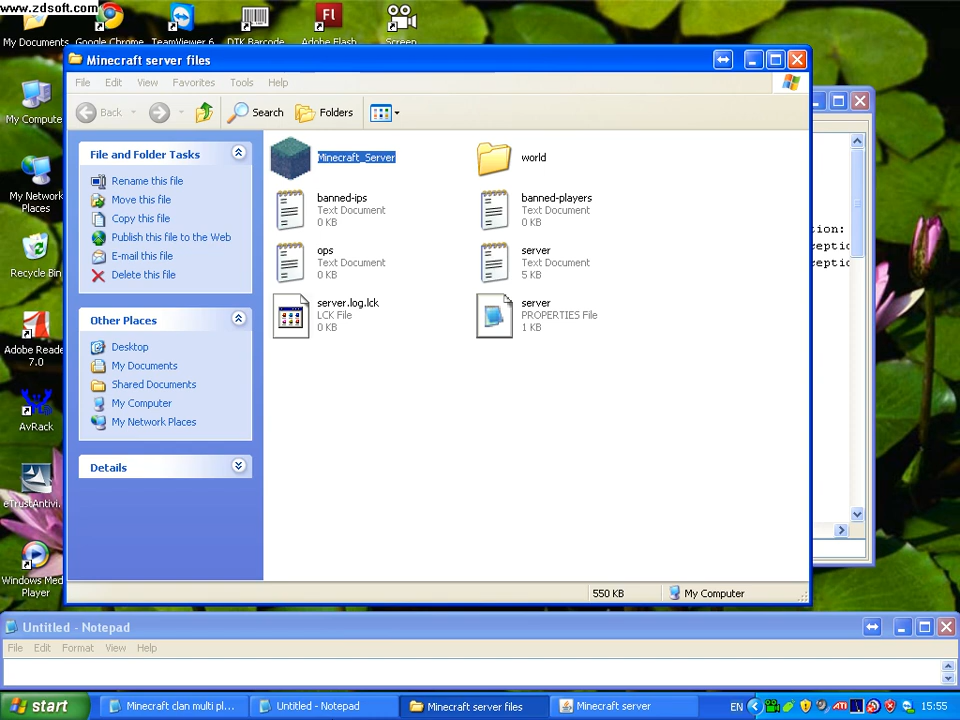 www.zdsoft.com
My Documents
Google Chrome
TeamViewer 6
DTK Barcode
Adobe Flash
Screen
Fl
My Compute
My Network
Places
Recycle Bin
Adobe Reade
7.0
AvRack
eTrustAntivi.
Windows Med
Player
Minecraft server files
File Edit View Favorites Tools Help
Back
Search
Folders
File and Folder Tasks
Rename this file
Move this file
Copy this file
Publish this file to the Web
E-mail this file
Delete this file
Other Places
Desktop
My Documents
Shared Documents
My Computer
My Network Places
Details
Minecraft_Server
world
banned-ips
Text Document
0 KB
banned-players
Text Document
0 KB
ops
Text Document
0 KB
server
Text Document
5 KB
server.log.lck
LCK File
0 KB
server
PROPERTIES File
1 KB
550 KB
My Computer
Untitled - Notepad
File Edit Format View Help
start
Minecraft clan multi pl...
Untitled - Notepad
Minecraft server files
Minecraft server
EN
15:55